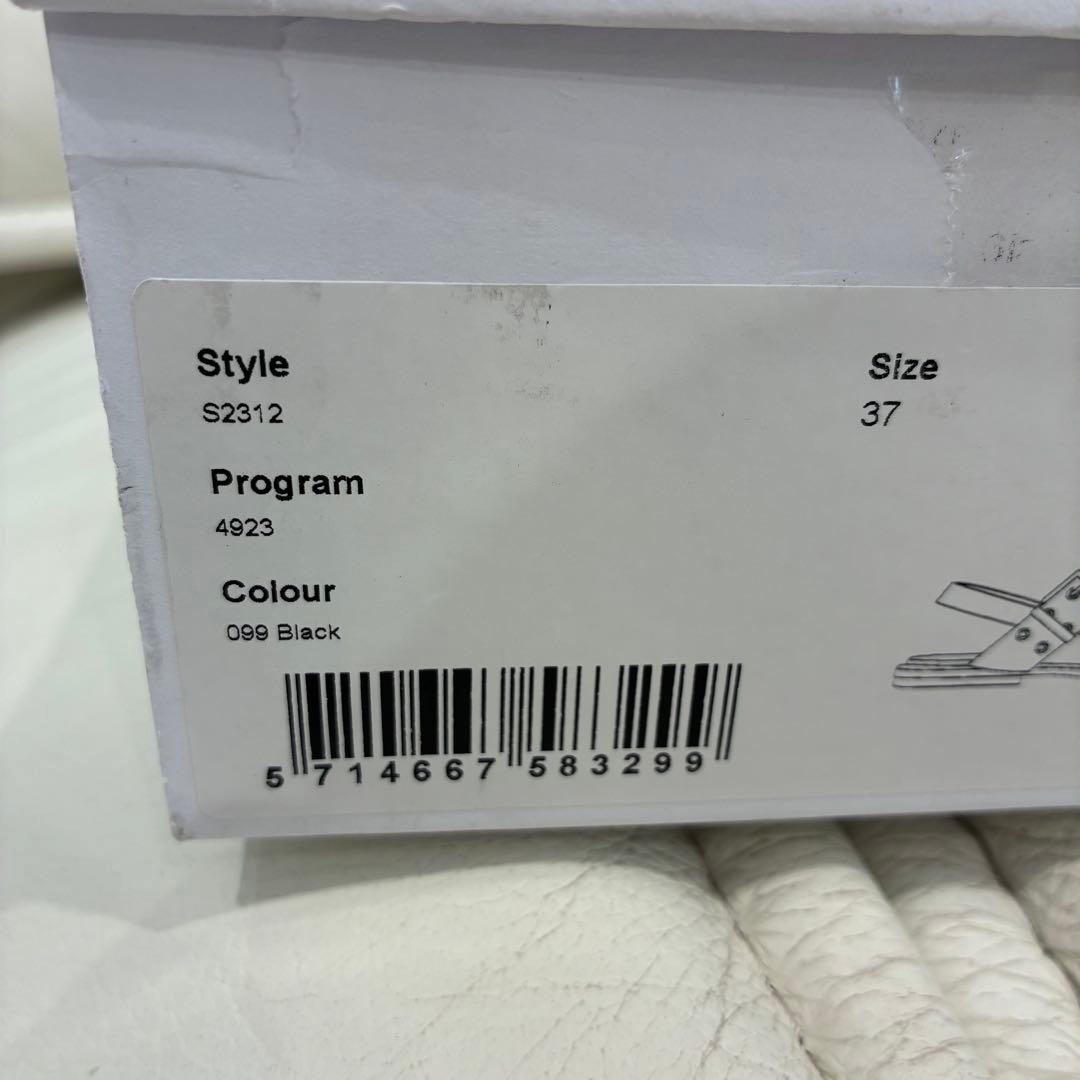 Style
S2312
Size
37
Program
4923
Colour
099 Black
5 714667 583299